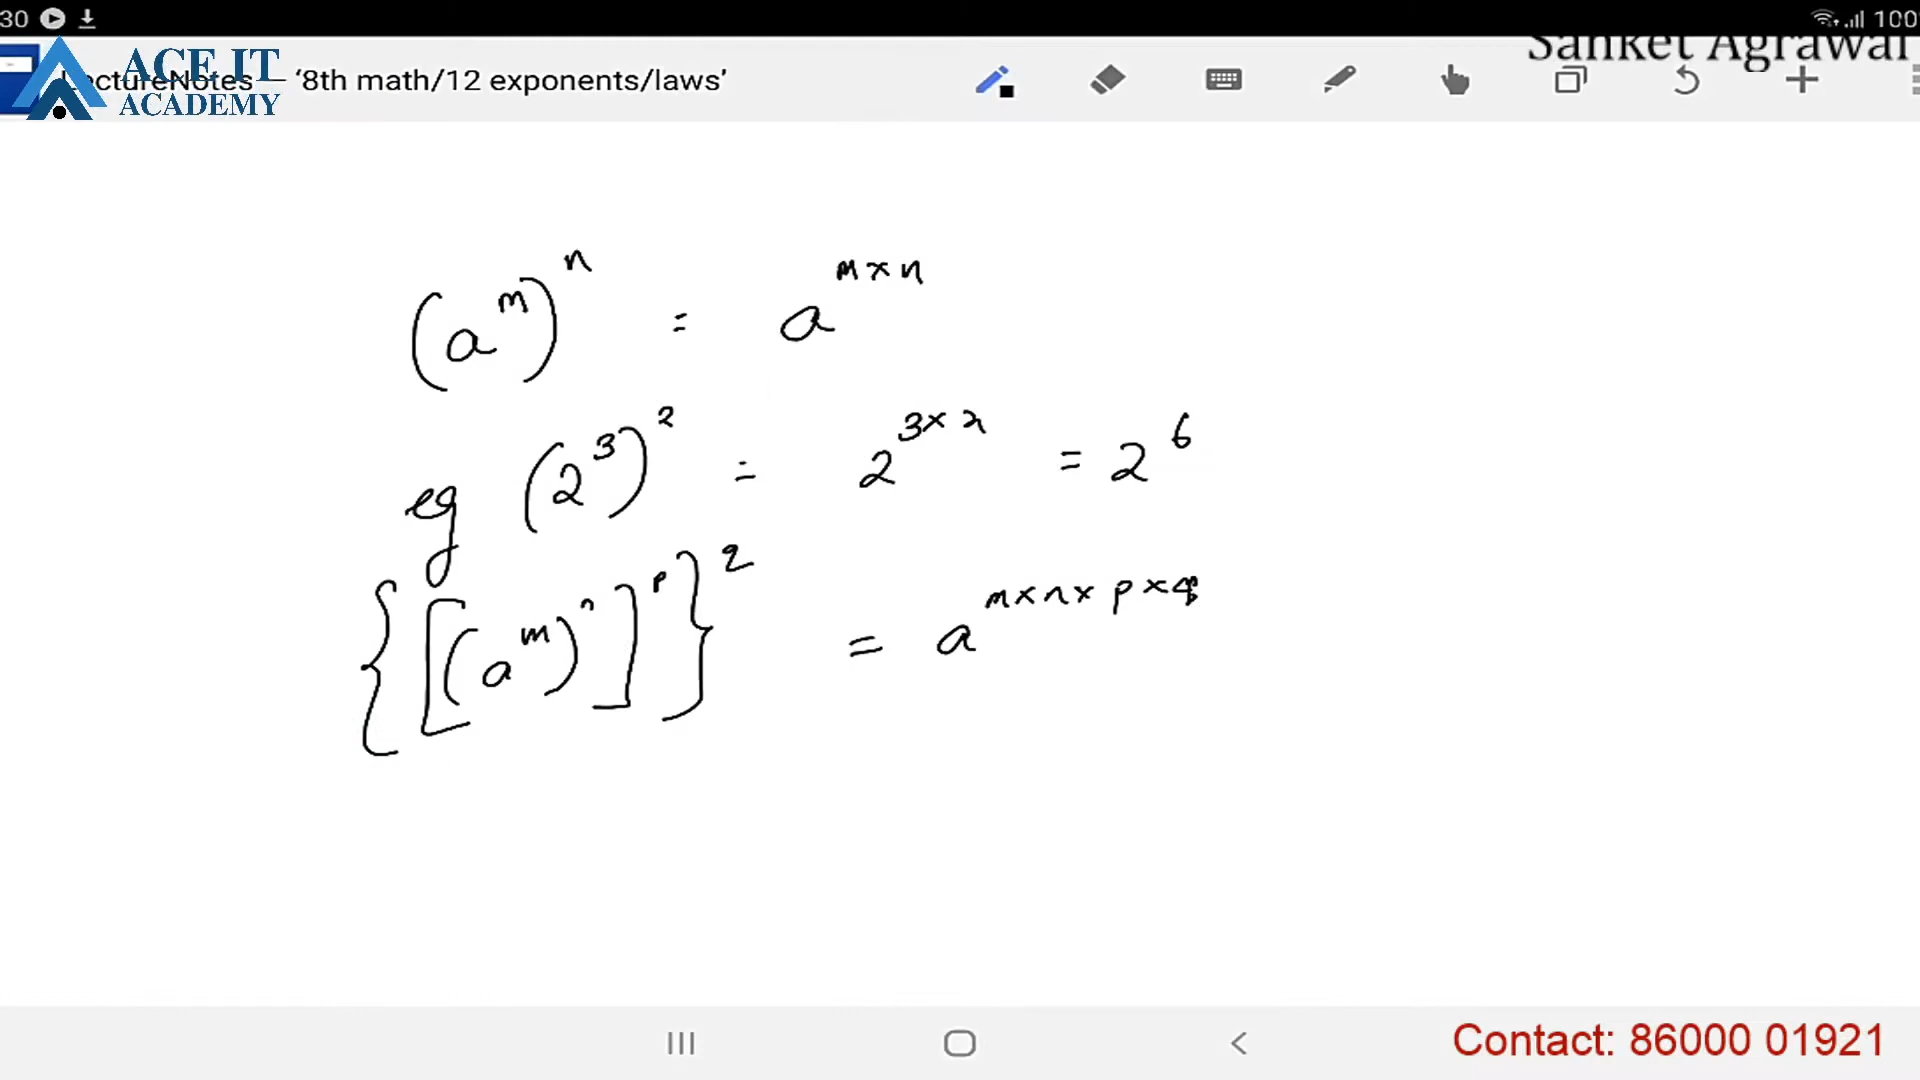 30 100
Sanket Agrawal
ACE IT
ACADEMY
LectureNotes – ‘8th math/12 exponents/laws’
(a^m)^n = a^{m×n}
eg (2^3)^2 = 2^{3×2} = 2^6
{[(a^m)^n]^p}^2 = a^{m×n×p×}
Contact: 86000 01921